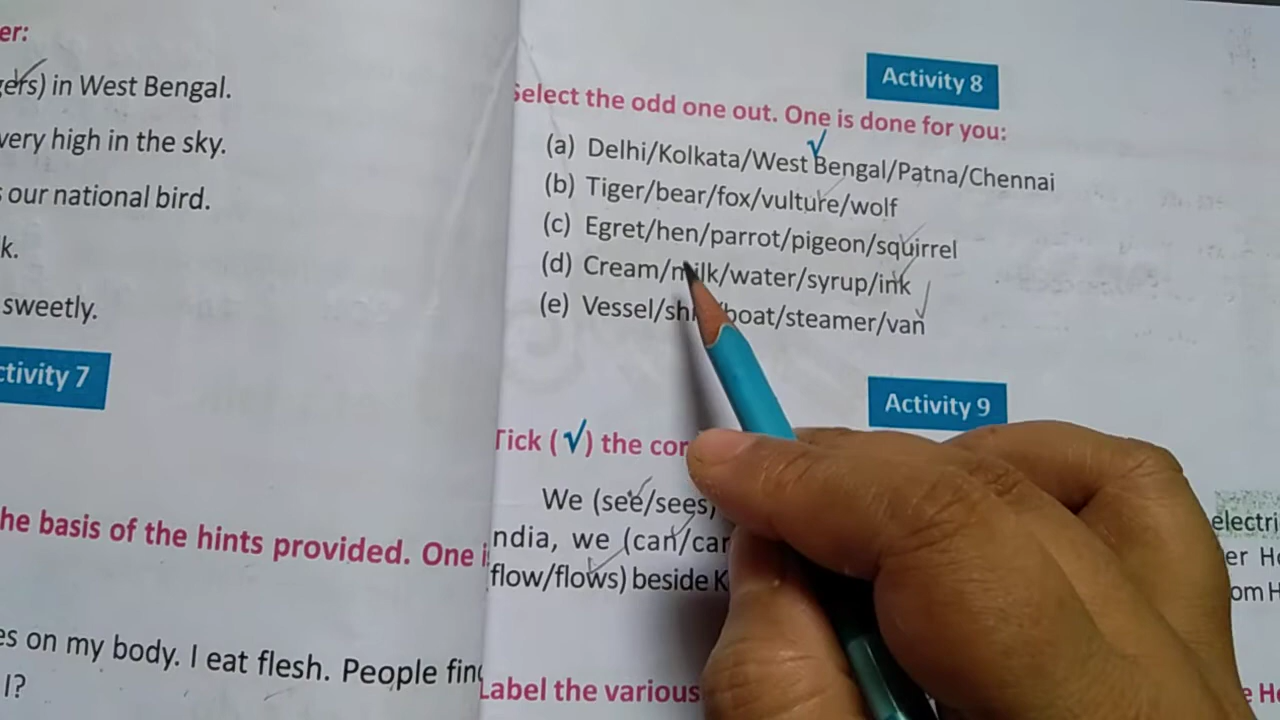 er:
gers) in West Bengal.
very high in the sky.
s our national bird.
k.
sweetly.
ctivity 7
he basis of the hints provided. One i
es on my body. I eat flesh. People find
I?
Activity 8
Select the odd one out. One is done for you:
(a) Delhi/Kolkata/West Bengal/Patna/Chennai
(b) Tiger/bear/fox/vulture/wolf
(c) Egret/hen/parrot/pigeon/squirrel
(d) Cream/milk/water/syrup/ink
(e) Vessel/ship/boat/steamer/van
Activity 9
Tick (√) the cor
We (see/sees)
ndia, we (can/car
flow/flows) beside K
Label the various
electri
er H
om H
e H